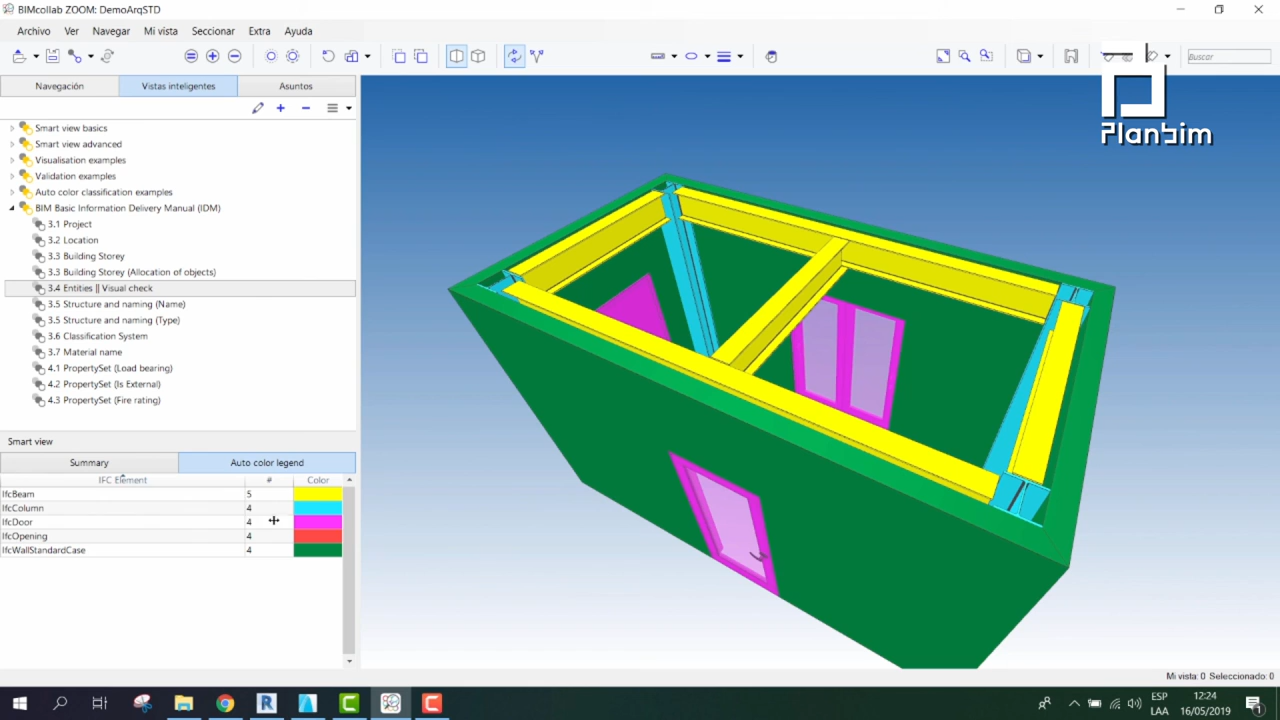 BIMcollab ZOOM: DemoArqSTD
Archivo Ver Navegar Mi vista Seleccionar Extra Ayuda
Buscar
Navegación Vistas inteligentes Asuntos
Planbim
Smart view basics
Smart view advanced
Visualisation examples
Validation examples
Auto color classification examples
BIM Basic Information Delivery Manual (IDM)
3.1 Project
3.2 Location
3.3 Building Storey
3.3 Building Storey (Allocation of objects)
3.4 Entities || Visual check
3.5 Structure and naming (Name)
3.5 Structure and naming (Type)
3.6 Classification System
3.7 Material name
4.1 PropertySet (Load bearing)
4.2 PropertySet (Is External)
4.3 PropertySet (Fire rating)
Smart view
Summary Auto color legend
IFC Element # Color
IfcBeam 5
IfcColumn 4
IfcDoor 4
IfcOpening 4
IfcWallStandardCase 4
Mi vista: 0 Seleccionado: 0
ESP 12:24
LAA 16/05/2019
1